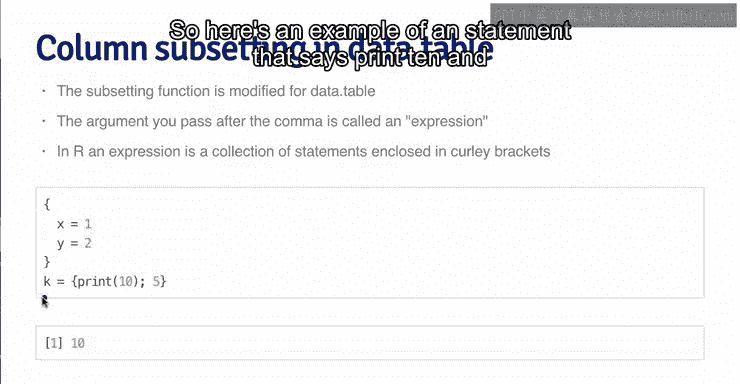 So here's an example of an statement
that says print ten and
Column subsetting in data.table
· The subsetting function is modified for data.table
· The argument you pass after the comma is called an "expression"
· In R an expression is a collection of statements enclosed in curley brackets
{
x = 1
y = 2
}
k = {print(10); 5}
[1] 10